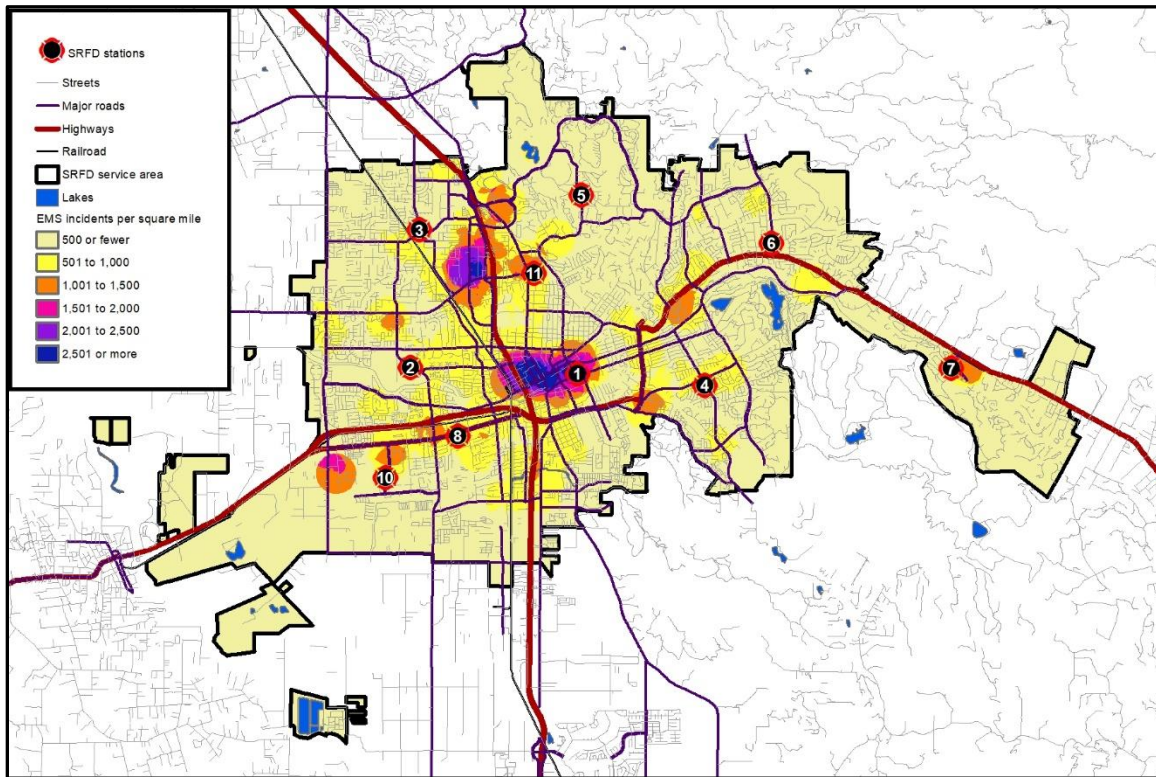 SRFD stations
Streets
Major roads
Highways
Railroad
SRFD service area
Lakes
EMS incidents per square mile
500 or fewer
501 to 1,000
1,001 to 1,500
1,501 to 2,000
2,001 to 2,500
2,501 or more
5
3
6
11
2
1
7
4
8
10